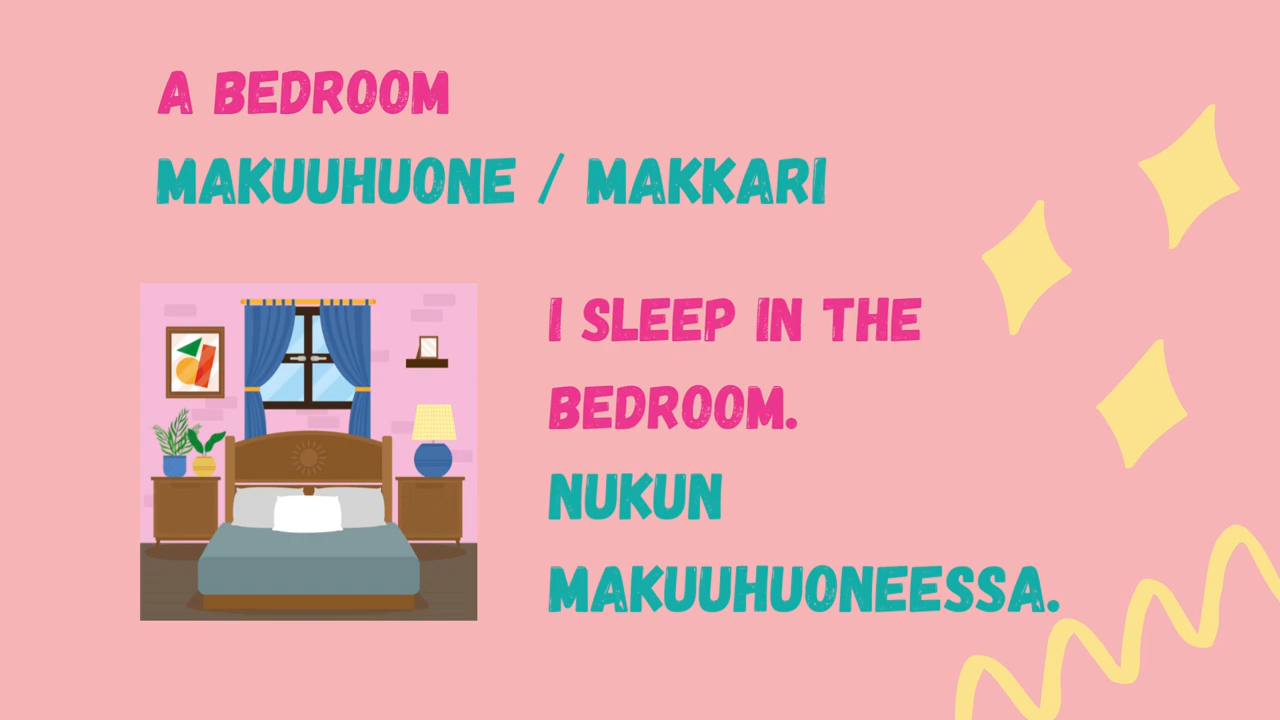 A BEDROOM
MAKUUHUONE / MAKKARI
I SLEEP IN THE
BEDROOM.
NUKUN
MAKUUHUONEESSA.